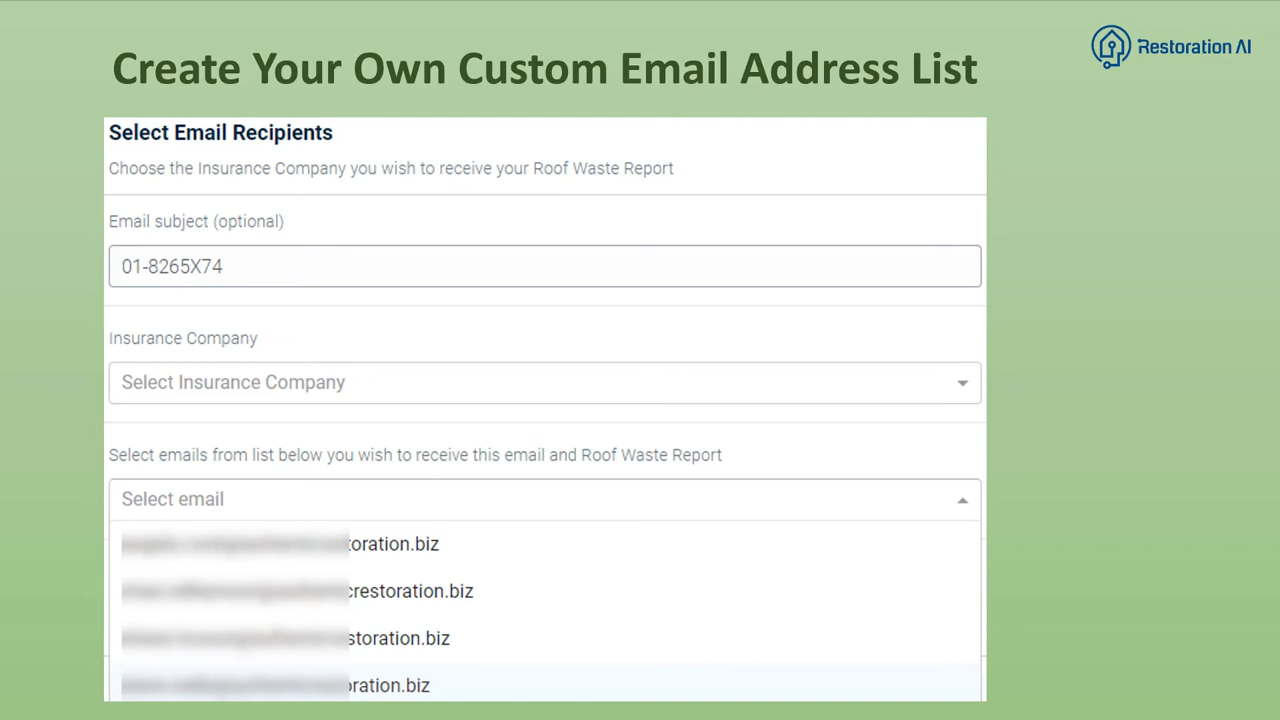 Restoration AI
Create Your Own Custom Email Address List
Select Email Recipients
Choose the Insurance Company you wish to receive your Roof Waste Report
Email subject (optional)
01-8265X74
Insurance Company
Select Insurance Company
Select emails from list below you wish to receive this email and Roof Waste Report
Select email
toration.biz
crestoration.biz
storation.biz
oration.biz